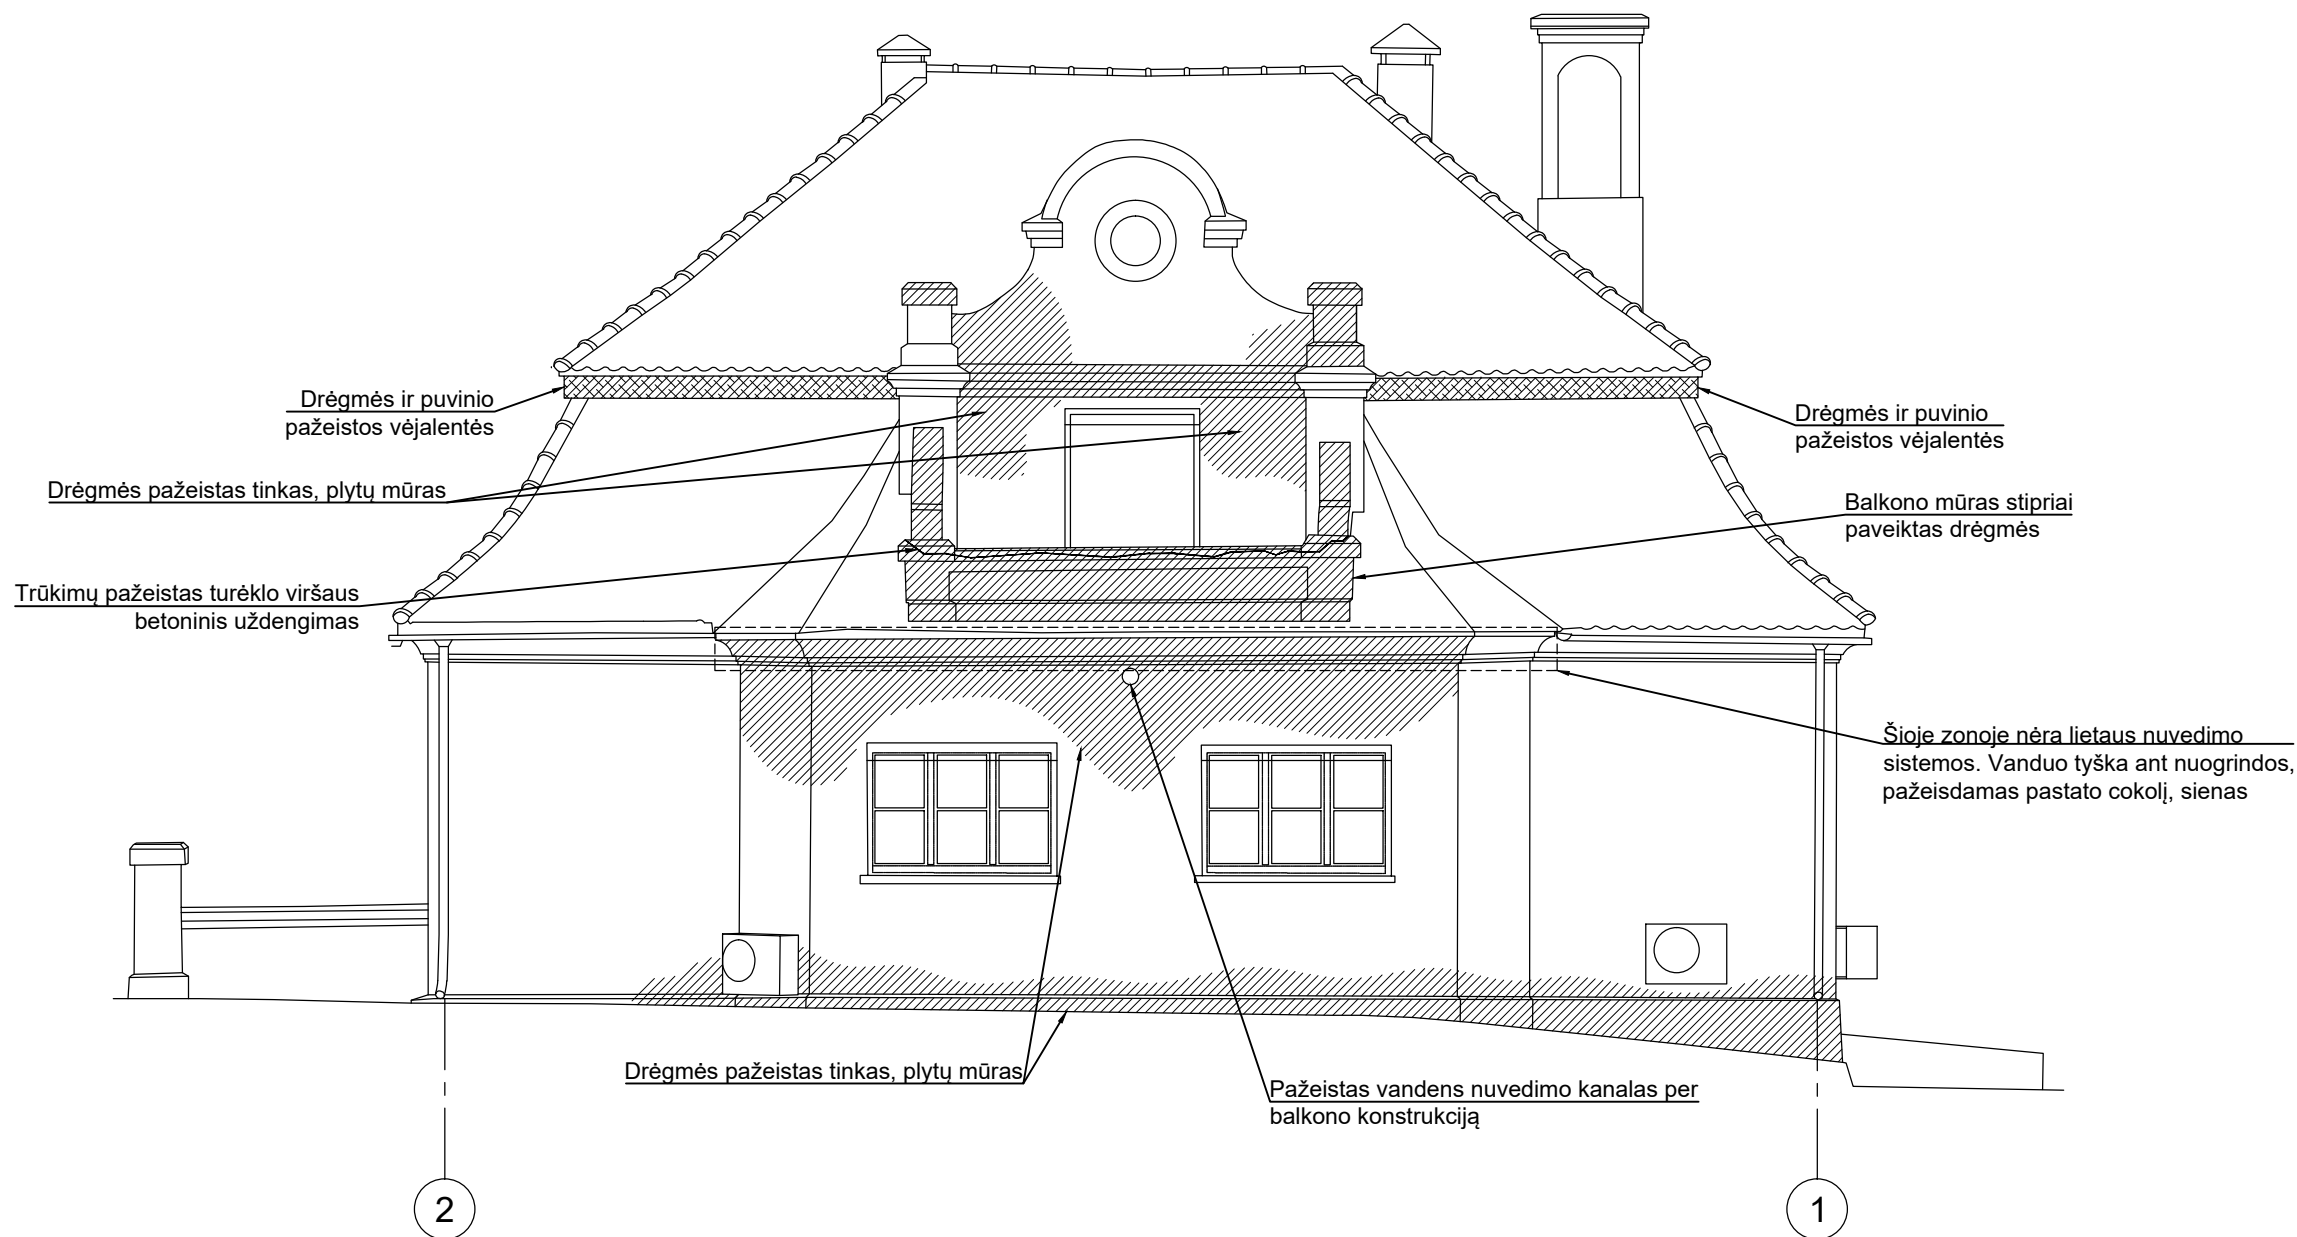 Drėgmės ir puvinio
pažeistos vėjalentės
Drėgmės ir puvinio
pažeistos vėjalentės
Drėgmės pažeistas tinkas, plytų mūras
Balkono mūras stipriai
paveiktas drėgmės
Trūkimų pažeistas turėklo viršaus
betoninis uždengimas
Šioje zonoje nėra lietaus nuvedimo
sistemos. Vanduo tyška ant nuogrindos,
pažeisdamas pastato cokolį, sienas
Drėgmės pažeistas tinkas, plytų mūras
Pažeistas vandens nuvedimo kanalas per
balkono konstrukciją
2
1